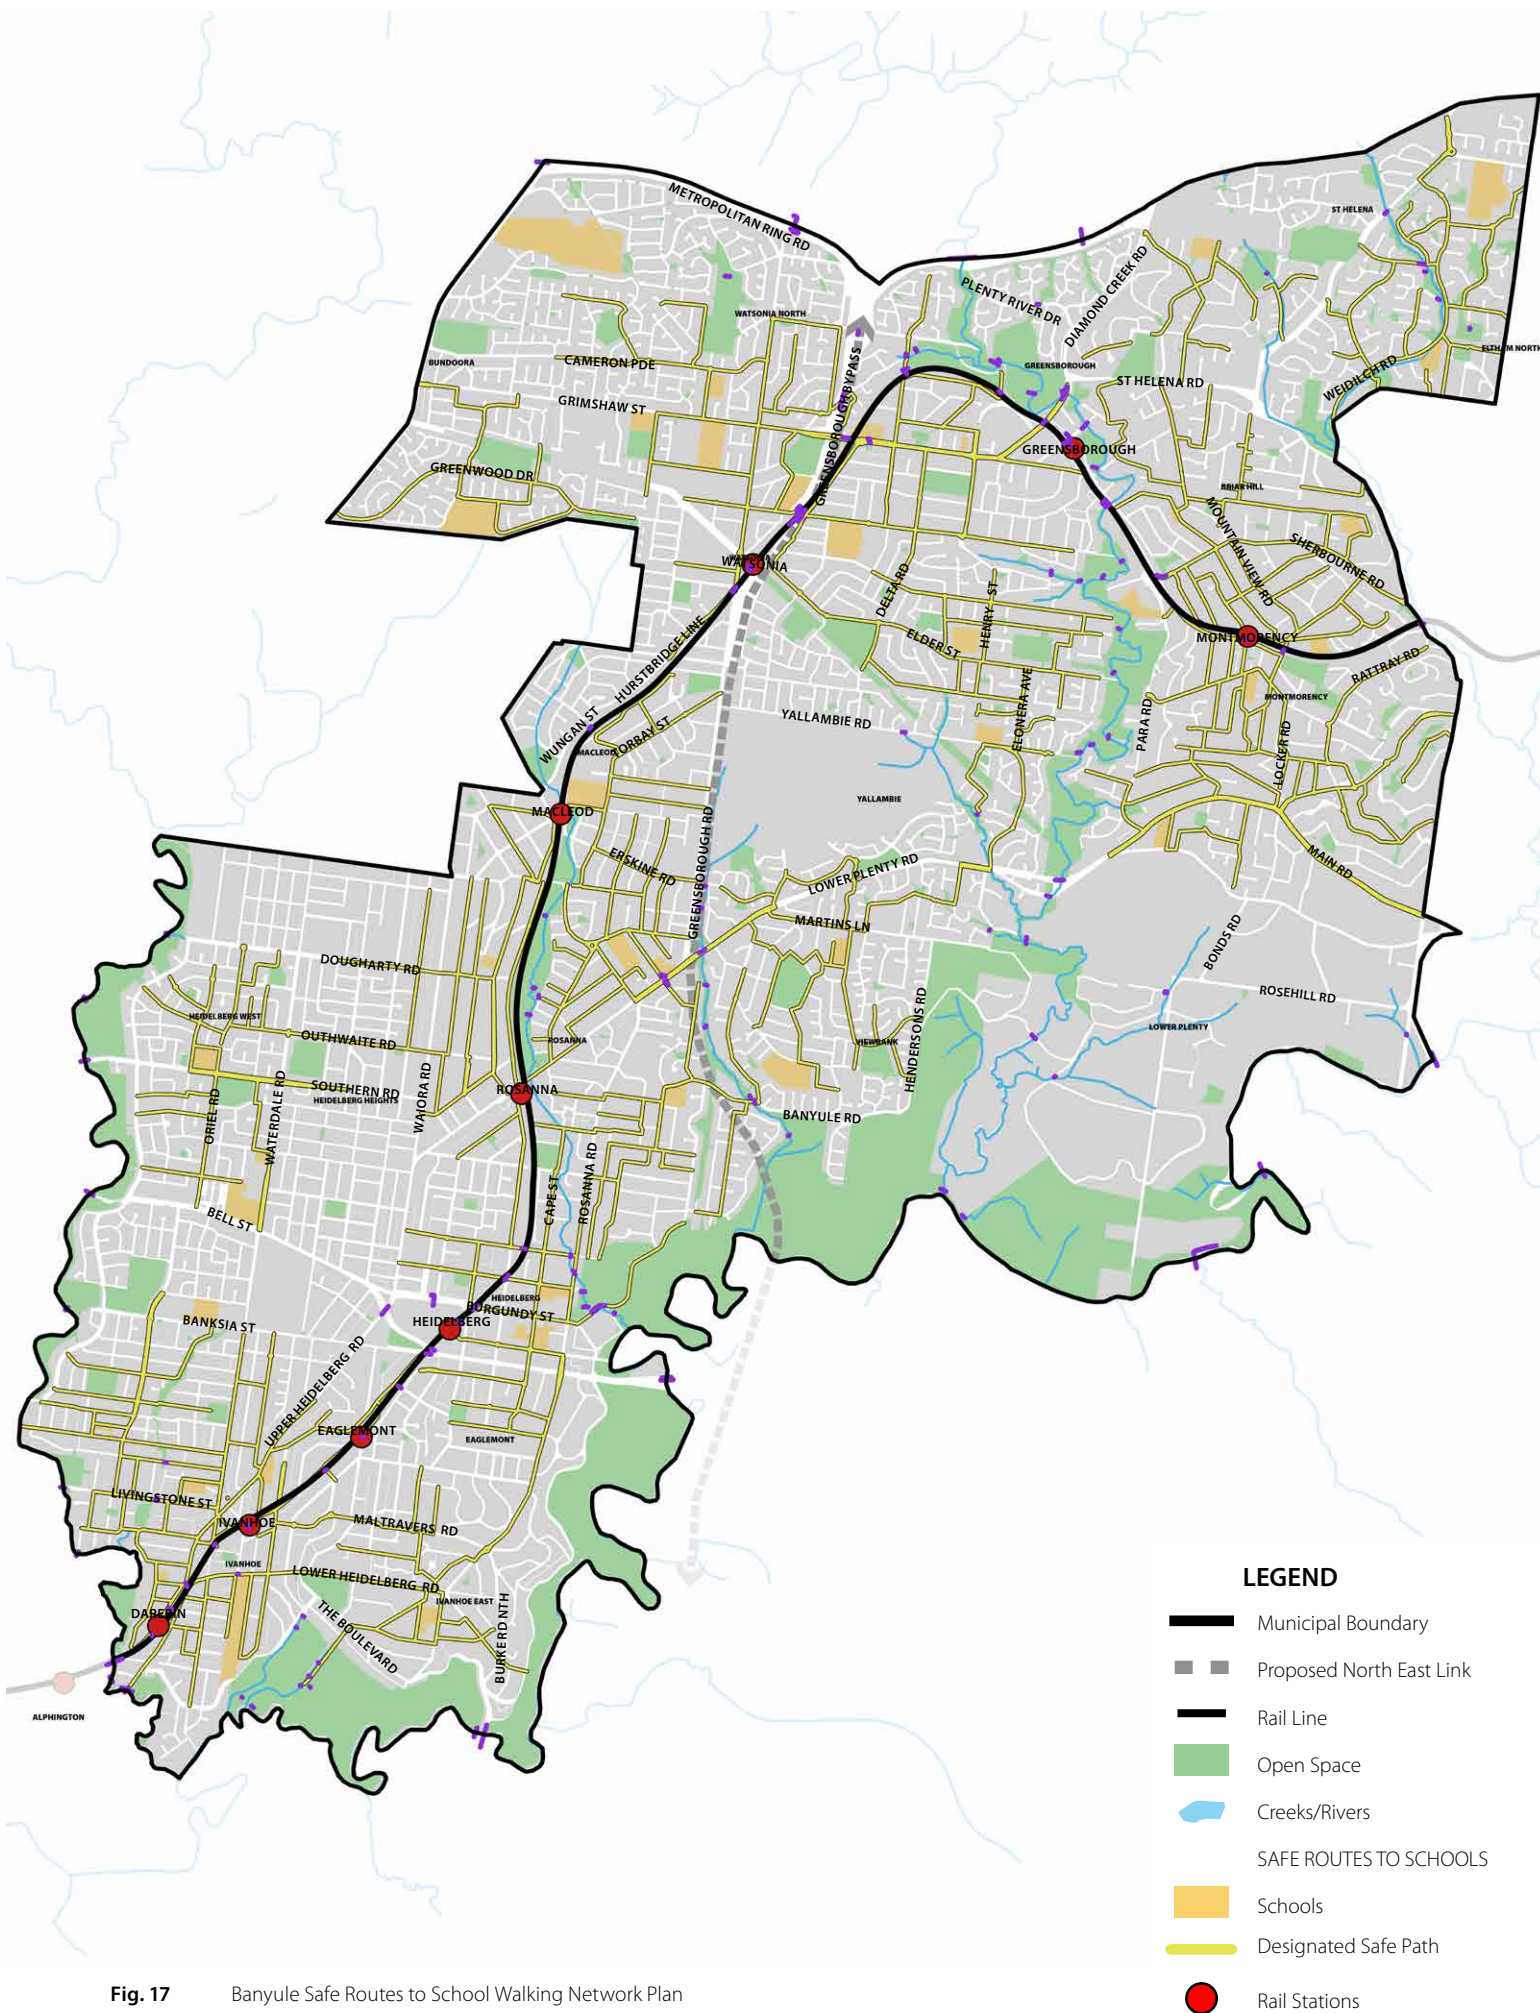 METROPOLITAN RING RD
ST HELENA
PLENTY RIVER DR
DIAMOND CREEK RD
WATSONIA NORTH
BUNDOORA
CAMERON PDE
GREENSBOROUGH BYPASS
GREENSBOROUGH
ST HELENA RD
ELTHAM NORTH
WEIDILCH RD
GRIMSHAW ST
GREENSBOROUGH
GREENWOOD DR
BRIAR HILL
MOUNTAIN VIEW RD
SHERBOURNE RD
WATSONIA
DELTA RD
HENRY ST
ELDER ST
MONTMORENCY
RATTRAY RD
HURSTBRIDGE LINE
MONTMORENCY
ELONERA AVE
PARA RD
YALLAMBIE RD
WUNGAN ST
TORBAY ST
MACLEOD
LOCKER RD
YALLAMBIE
MACLEOD
GREENSBOROUGH RD
ERSKINE RD
LOWER PLENTY RD
MAIN RD
MARTINS LN
BONDS RD
DOUGHARTY RD
ROSEHILL RD
HEIDELBERG WEST
HENDERSONS RD
LOWER PLENTY
OUTHWAITE RD
ROSANNA
VIEWBANK
SOUTHERN RD
HEIDELBERG HEIGHTS
WAIORA RD
ROSANNA
ORIEL RD
WATERDALE RD
BANYULE RD
CAPE ST
ROSANNA RD
BELL ST
HEIDELBERG
BURGUNDY ST
BANKSIA ST
HEIDELBERG
UPPER HEIDELBERG RD
EAGLEMONT
EAGLEMONT
LIVINGSTONE ST
IVANHOE
MALTRAVERS RD
IVANHOE
LOWER HEIDELBERG RD
IVANHOE EAST
BURKE RD NTH
DAREBIN
THE BOULEVARD
ALPHINGTON
LEGEND
Municipal Boundary
Proposed North East Link
Rail Line
Open Space
Creeks/Rivers
SAFE ROUTES TO SCHOOLS
Schools
Designated Safe Path
Rail Stations
Fig. 17 Banyule Safe Routes to School Walking Network Plan